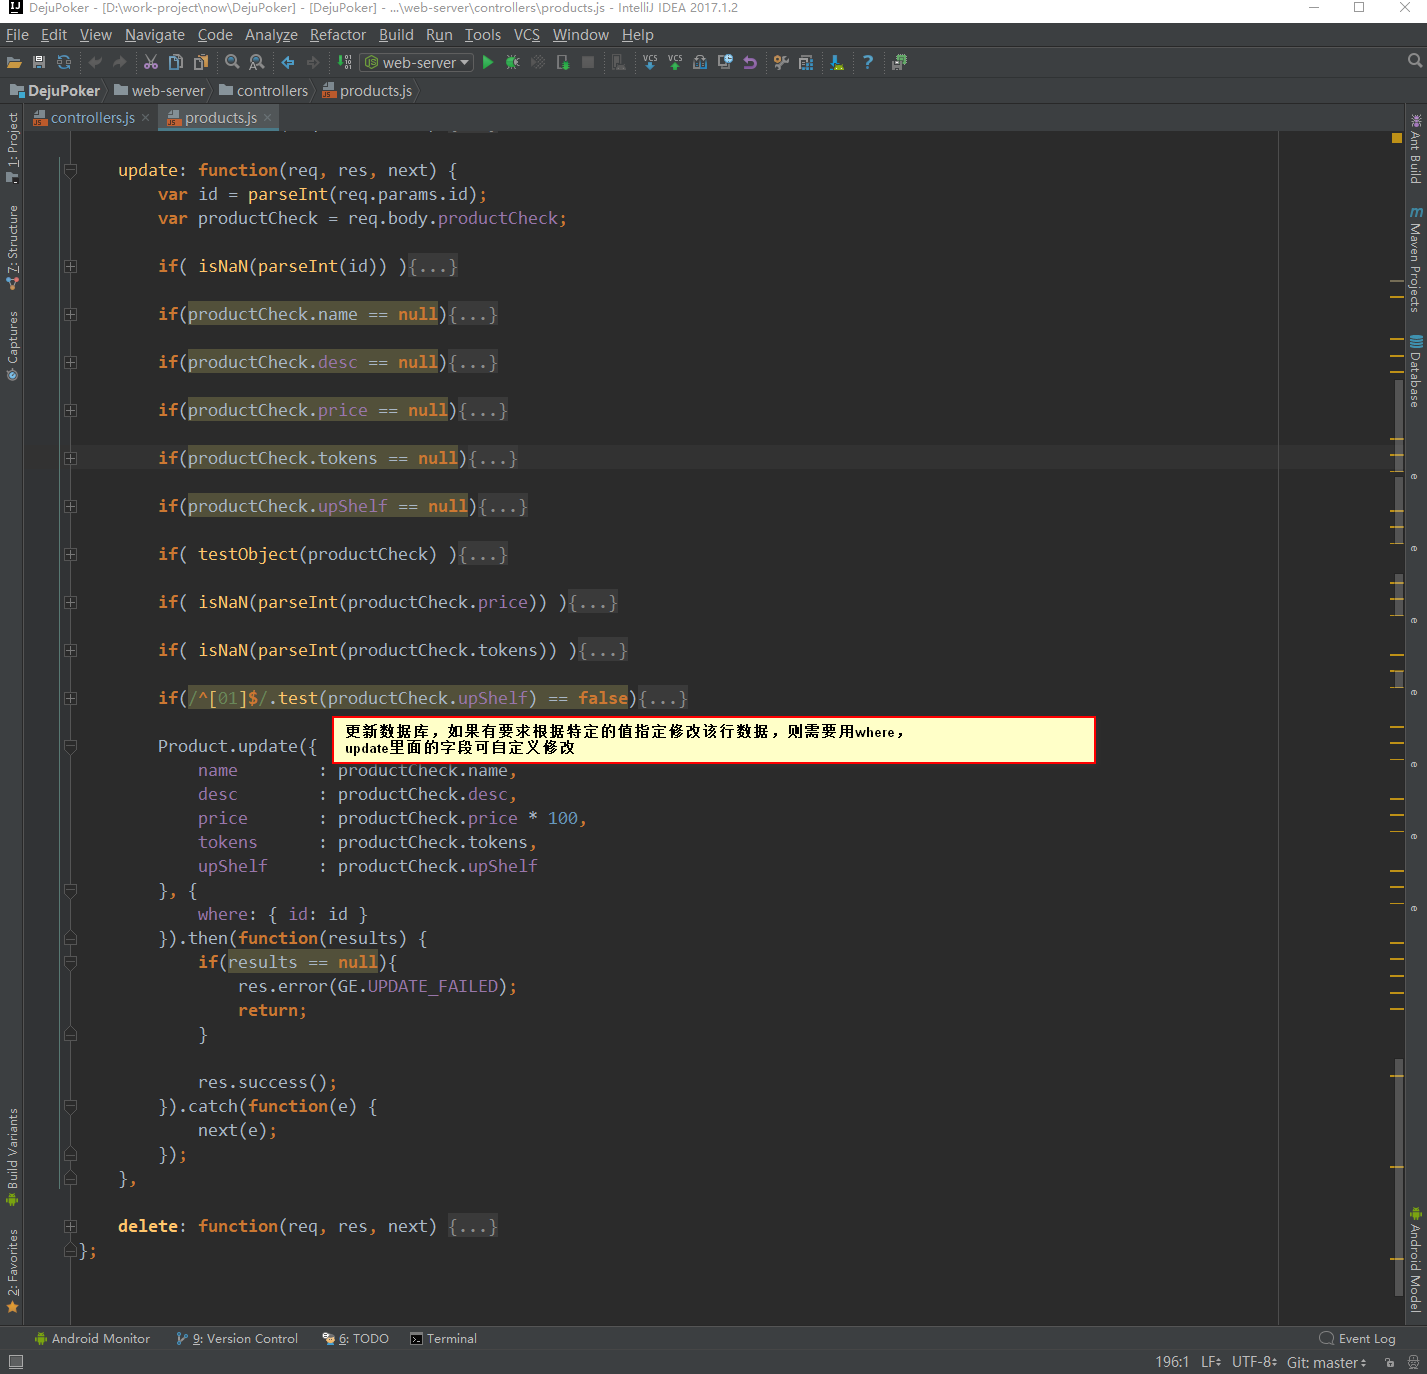 DejuPoker - [D:\work-project\now\DejuPoker] - [DejuPoker] - ...\web-server\controllers\products.js - IntelliJ IDEA 2017.1.2
File Edit View Navigate Code Analyze Refactor Build Run Tools VCS Window Help
web-server
DejuPoker web-server controllers products.js
controllers.js products.js
update: function(req, res, next) {
var id = parseInt(req.params.id);
var productCheck = req.body.productCheck;
if( isNaN(parseInt(id)) ){...}
if(productCheck.name == null){...}
if(productCheck.desc == null){...}
if(productCheck.price == null){...}
if(productCheck.tokens == null){...}
if(productCheck.upShelf == null){...}
if( testObject(productCheck) ){...}
if( isNaN(parseInt(productCheck.price)) ){...}
if( isNaN(parseInt(productCheck.tokens)) ){...}
if(/^[01]$/.test(productCheck.upShelf) == false){...}
更新数据库，如果有要求根据特定的值指定修改该行数据，则需要用where，
update里面的字段可自定义修改
Product.update({
name : productCheck.name,
desc : productCheck.desc,
price : productCheck.price * 100,
tokens : productCheck.tokens,
upShelf : productCheck.upShelf
}, {
where: { id: id }
}).then(function(results) {
if(results == null){
res.error(GE.UPDATE_FAILED);
return;
}
res.success();
}).catch(function(e) {
next(e);
});
},
delete: function(req, res, next) {...}
};
1: Project
7: Structure
Captures
Build Variants
2: Favorites
Ant Build
Maven Projects
Database
e
e
e
e
e
e
e
Android Model
Android Monitor 9: Version Control 6: TODO Terminal Event Log
196:1 LF UTF-8 Git: master